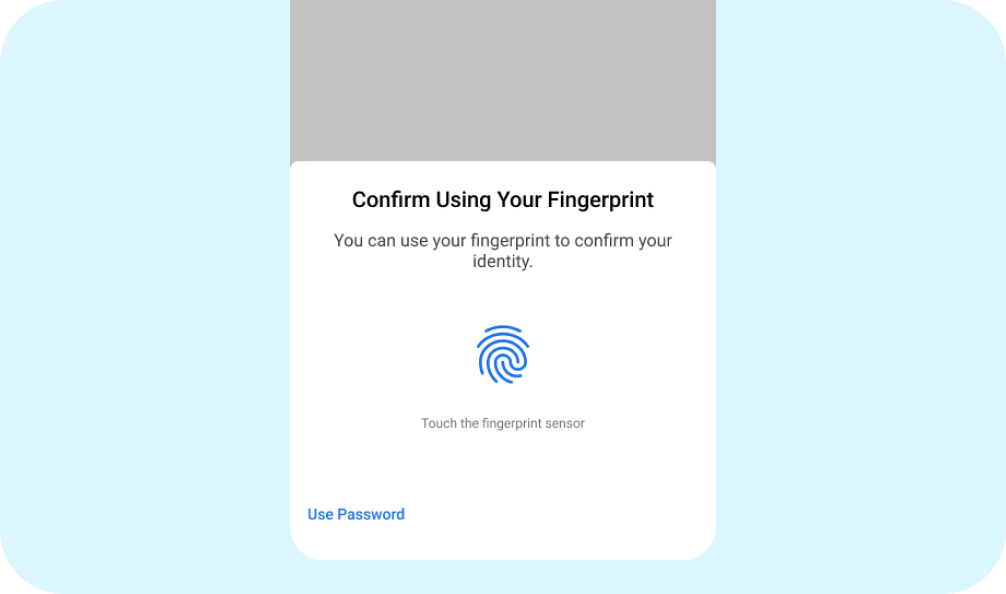 Confirm Using Your Fingerprint
You can use your fingerprint to confirm your
identity.
Touch the fingerprint sensor
Use Password